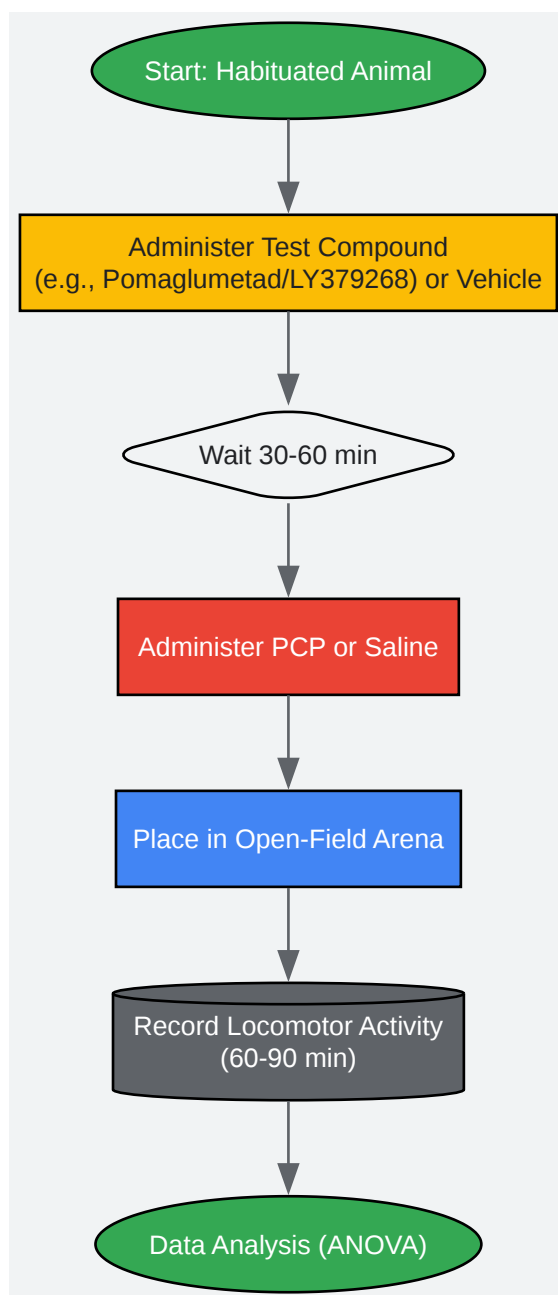 Start: Habituated Animal
Administer Test Compound
(e.g., Pomaglumetad/LY379268) or Vehicle
Wait 30-60 min
Administer PCP or Saline
Place in Open-Field Arena
Record Locomotor Activity
(60-90 min)
Data Analysis (ANOVA)